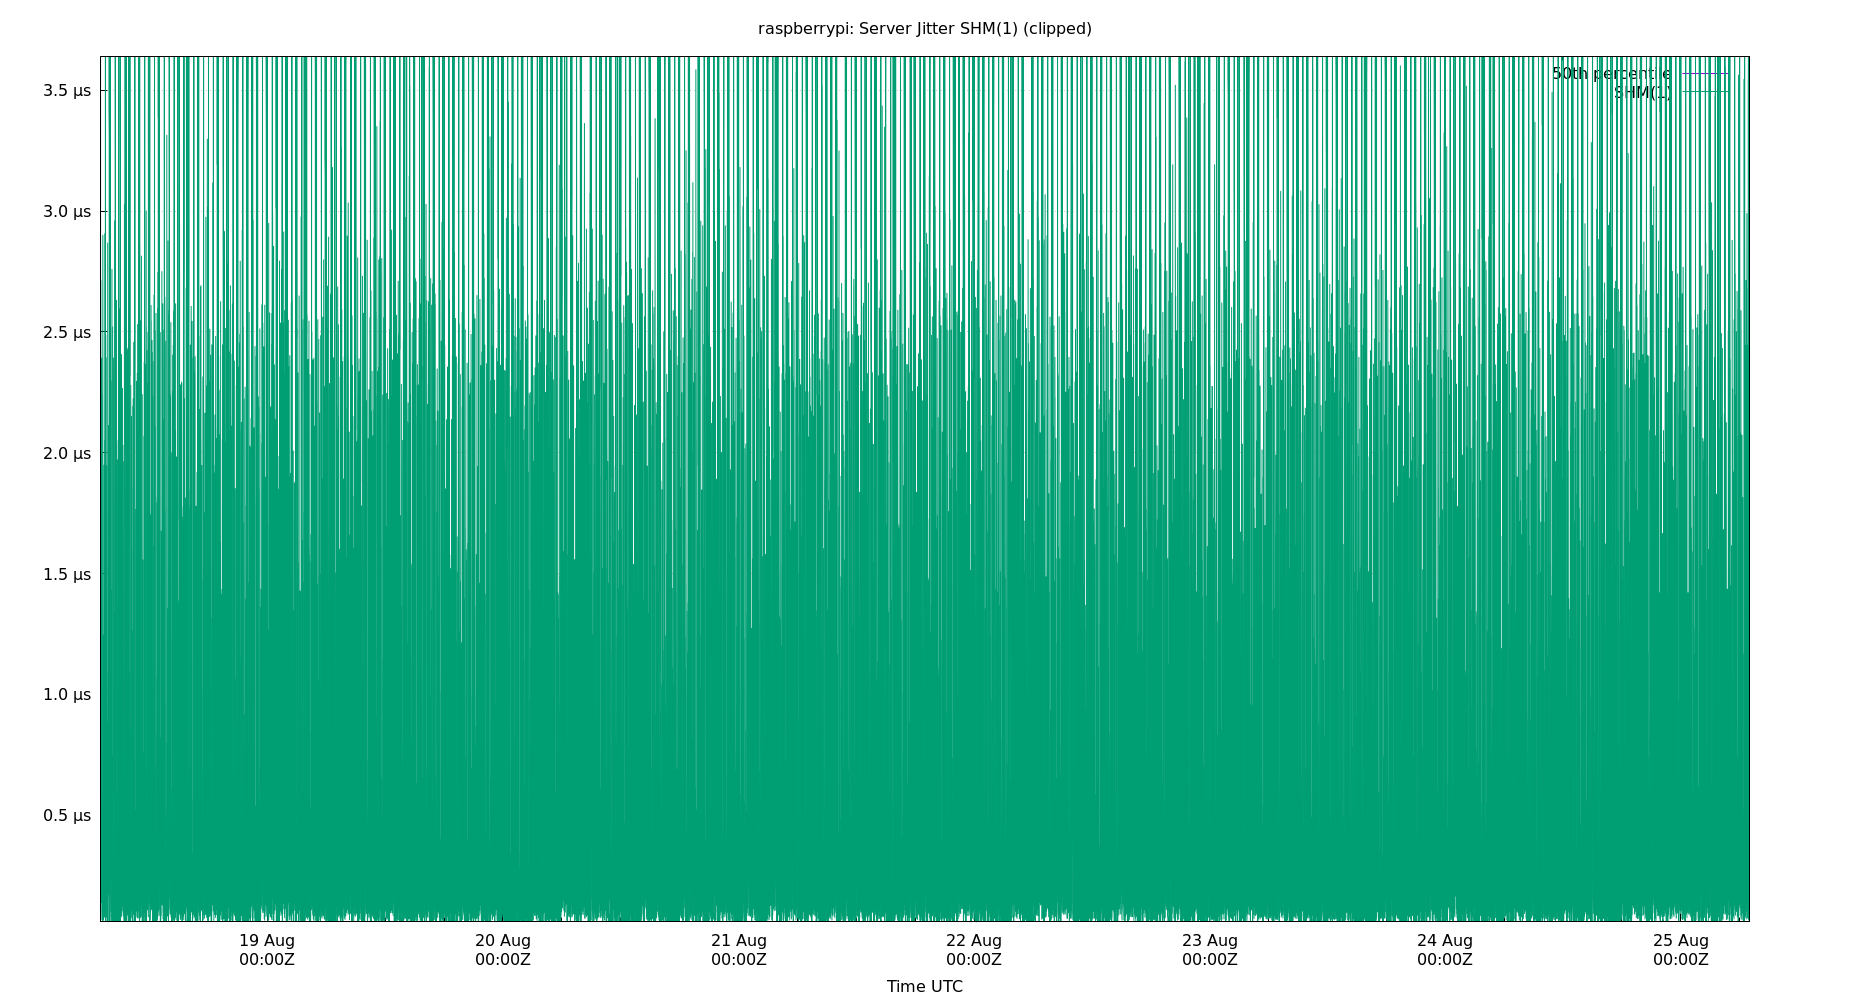 raspberrypi: Server Jitter SHM(1) (clipped)
50th percentile
SHM(1)
3.5 µs
3.0 µs
2.5 µs
2.0 µs
1.5 µs
1.0 µs
0.5 µs
19 Aug
00:00Z
20 Aug
00:00Z
21 Aug
00:00Z
22 Aug
00:00Z
23 Aug
00:00Z
24 Aug
00:00Z
25 Aug
00:00Z
Time UTC